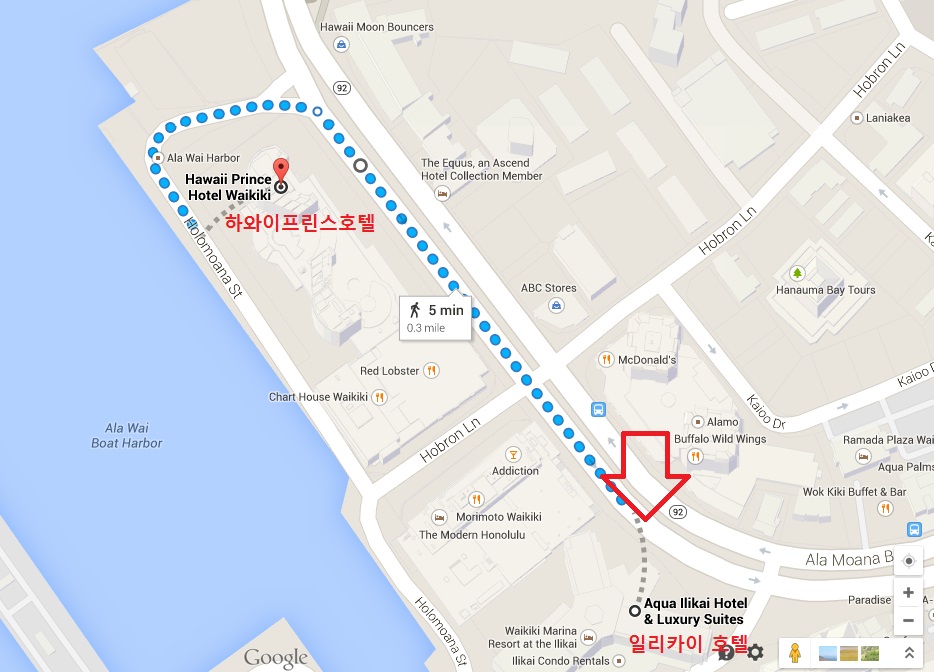 Hawaii Moon Bouncers
92
Hobron Ln
Laniakea
Ala Wai Harbor
Hawaii Prince
Hotel Waikiki
하와이프린스호텔
The Equus, an Ascend
Hotel Collection Member
Hobron Ln
Holomoana St
ABC Stores
Hanauma Bay Tours
5 min
0.3 mile
McDonald's
Red Lobster
Chart House Waikiki
Kaioo D
Kaioo Dr
Ala Wai
Boat Harbor
Hobron Ln
Alamo
Buffalo Wild Wings
Ramada Plaza Wai
Addiction
Aqua Palms
Wok Kiki Buffet & Bar
Morimoto Waikiki
The Modern Honolulu
92
Ala Moana B
Holomoana St
Aqua Ilikai Hotel
& Luxury Suites
Paradise
A-
Waikiki Marina
Resort at the Ilikai
일리카이 호텔
Ilikai Condo Rentals
Google